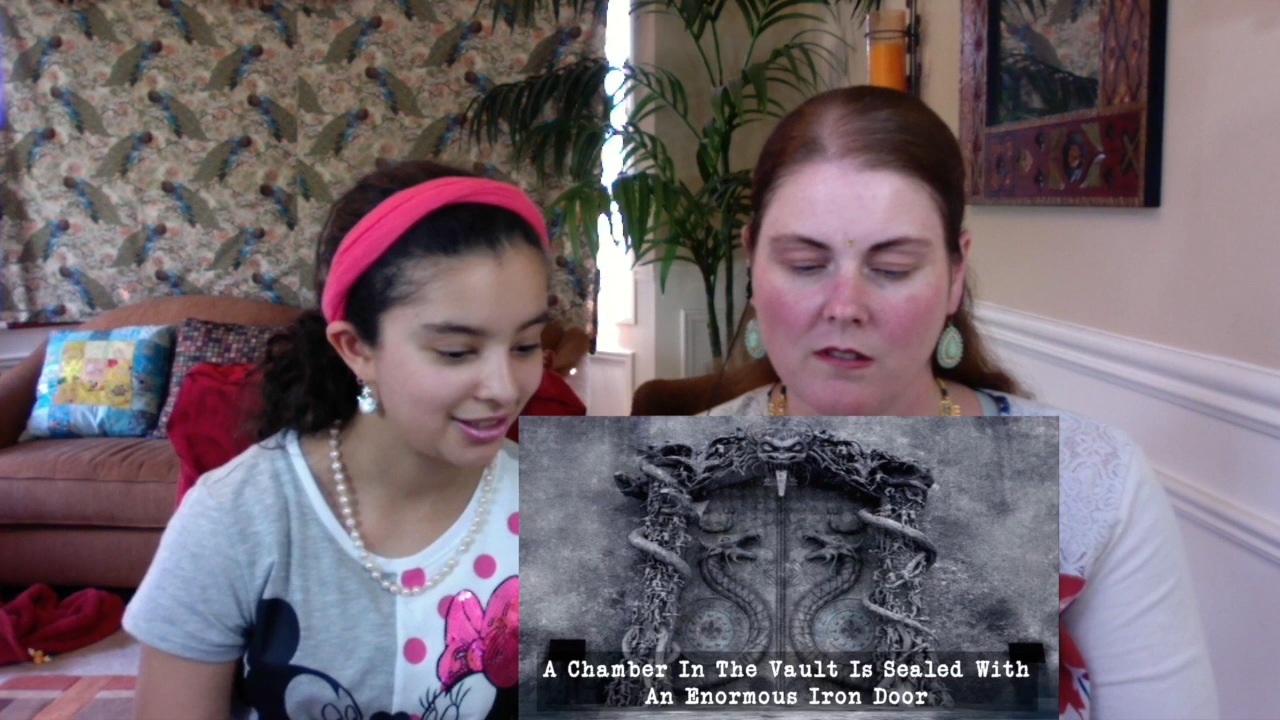 A Chamber In The Vault Is Sealed With
An Enormous Iron Door